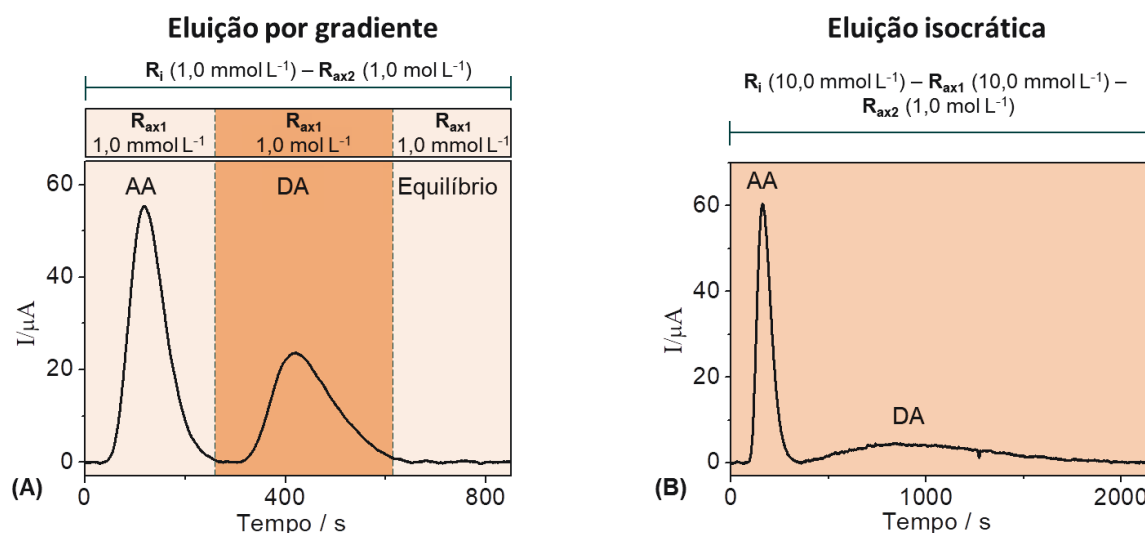 Eluição por gradiente
Rᵢ (1,0 mmol L⁻¹) – Rₐₓ₂ (1,0 mol L⁻¹)
Rₐₓ₁
1,0 mmol L⁻¹
Rₐₓ₁
1,0 mol L⁻¹
Rₐₓ₁
1,0 mmol L⁻¹
AA
DA
Equilíbrio
60
40
20
0
I/µA
0
400
800
Tempo / s
(A)
Eluição isocrática
Rᵢ (10,0 mmol L⁻¹) – Rₐₓ₁ (10,0 mmol L⁻¹) –
Rₐₓ₂ (1,0 mol L⁻¹)
AA
DA
60
40
20
0
I/µA
0
1000
2000
Tempo / s
(B)